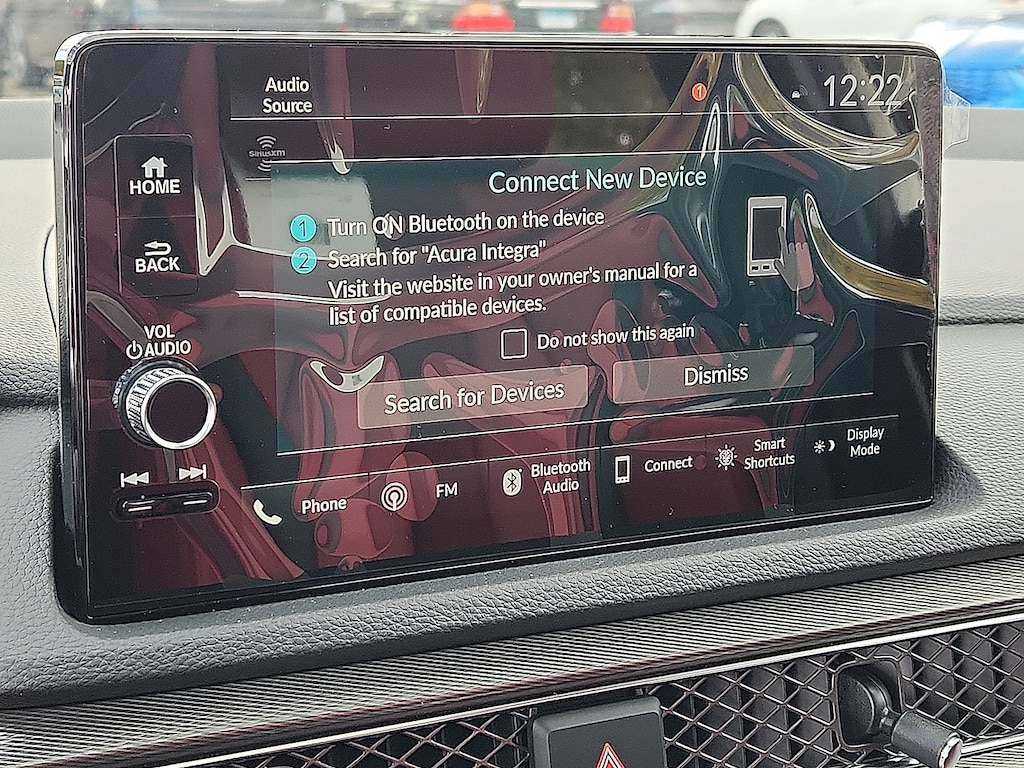 Audio
Source
1
12:22
SiriusXM
HOME
BACK
VOL
AUDIO
Connect New Device
1 Turn ON Bluetooth on the device
2 Search for "Acura Integra"
Visit the website in your owner's manual for a
list of compatible devices.
Do not show this again
Search for Devices
Dismiss
Phone
FM
Bluetooth
Audio
Connect
Smart
Shortcuts
Display
Mode